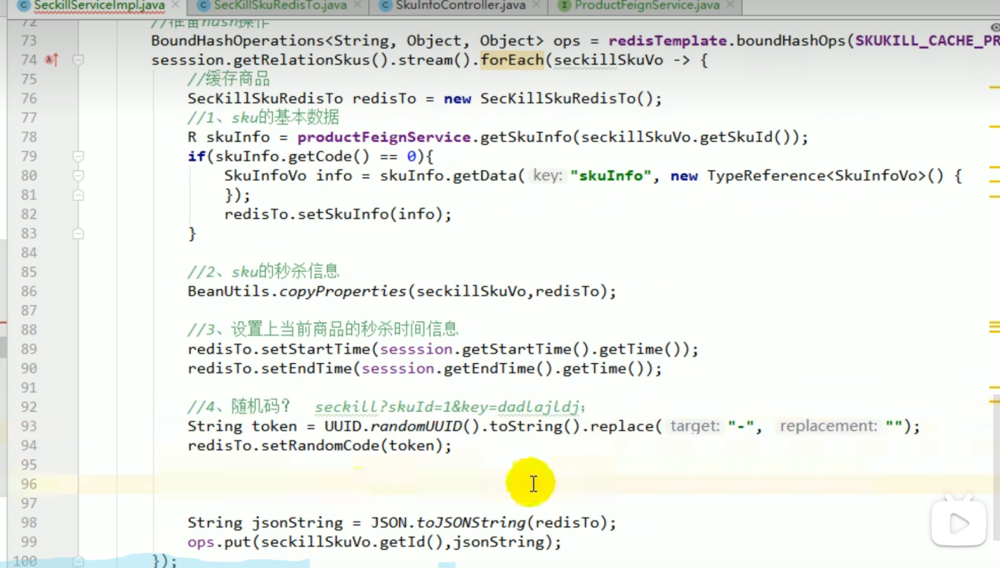 SeckillServiceImpl.java SecKillSkuRedisTo.java SkuInfoController.java ProductFeignService.java
72 //准备hash操作
73 BoundHashOperations<String, Object, Object> ops = redisTemplate.boundHashOps(SKUKILL_CACHE_PR
74 sesssion.getRelationSkus().stream().forEach(seckillSkuVo -> {
75 //缓存商品
76 SecKillSkuRedisTo redisTo = new SecKillSkuRedisTo();
77 //1、sku的基本数据
78 R skuInfo = productFeignService.getSkuInfo(seckillSkuVo.getSkuId());
79 if(skuInfo.getCode() == 0){
80 SkuInfoVo info = skuInfo.getData( key: "skuInfo", new TypeReference<SkuInfoVo>() {
81 });
82 redisTo.setSkuInfo(info);
83 }
84
85 //2、sku的秒杀信息
86 BeanUtils.copyProperties(seckillSkuVo,redisTo);
87
88 //3、设置上当前商品的秒杀时间信息
89 redisTo.setStartTime(sesssion.getStartTime().getTime());
90 redisTo.setEndTime(sesssion.getEndTime().getTime());
91
92 //4、随机码? seckill?skuId=1&key=dadlajldj;
93 String token = UUID.randomUUID().toString().replace( target: "-", replacement: "");
94 redisTo.setRandomCode(token);
95
96
97
98 String jsonString = JSON.toJSONString(redisTo);
99 ops.put(seckillSkuVo.getId(),jsonString);
100 });